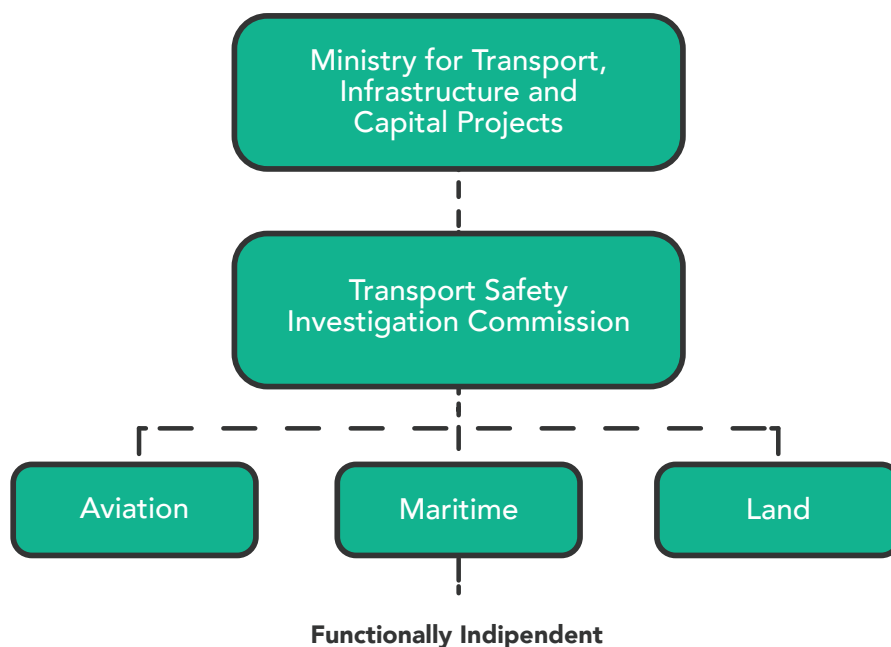 Ministry for Transport,
Infrastructure and
Capital Projects
Transport Safety
Investigation Commission
Aviation
Maritime
Land
Functionally Indipendent